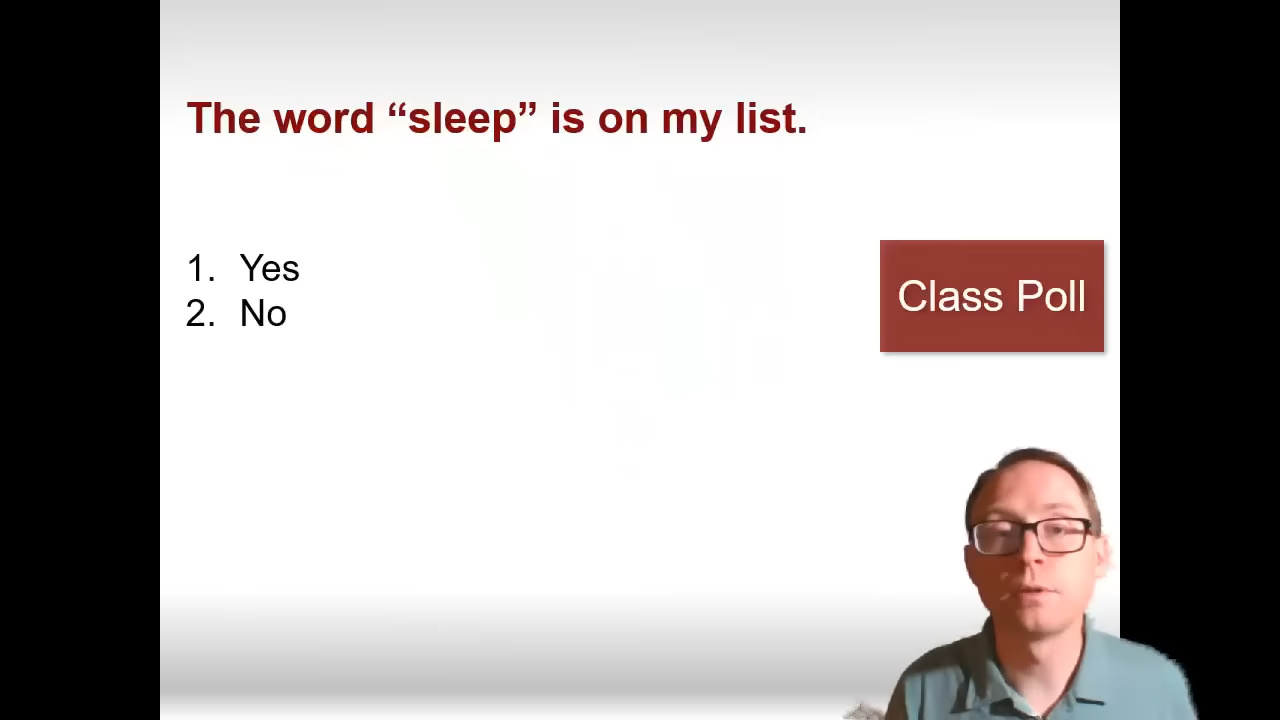 The word “sleep” is on my list.
1. Yes
2. No
Class Poll